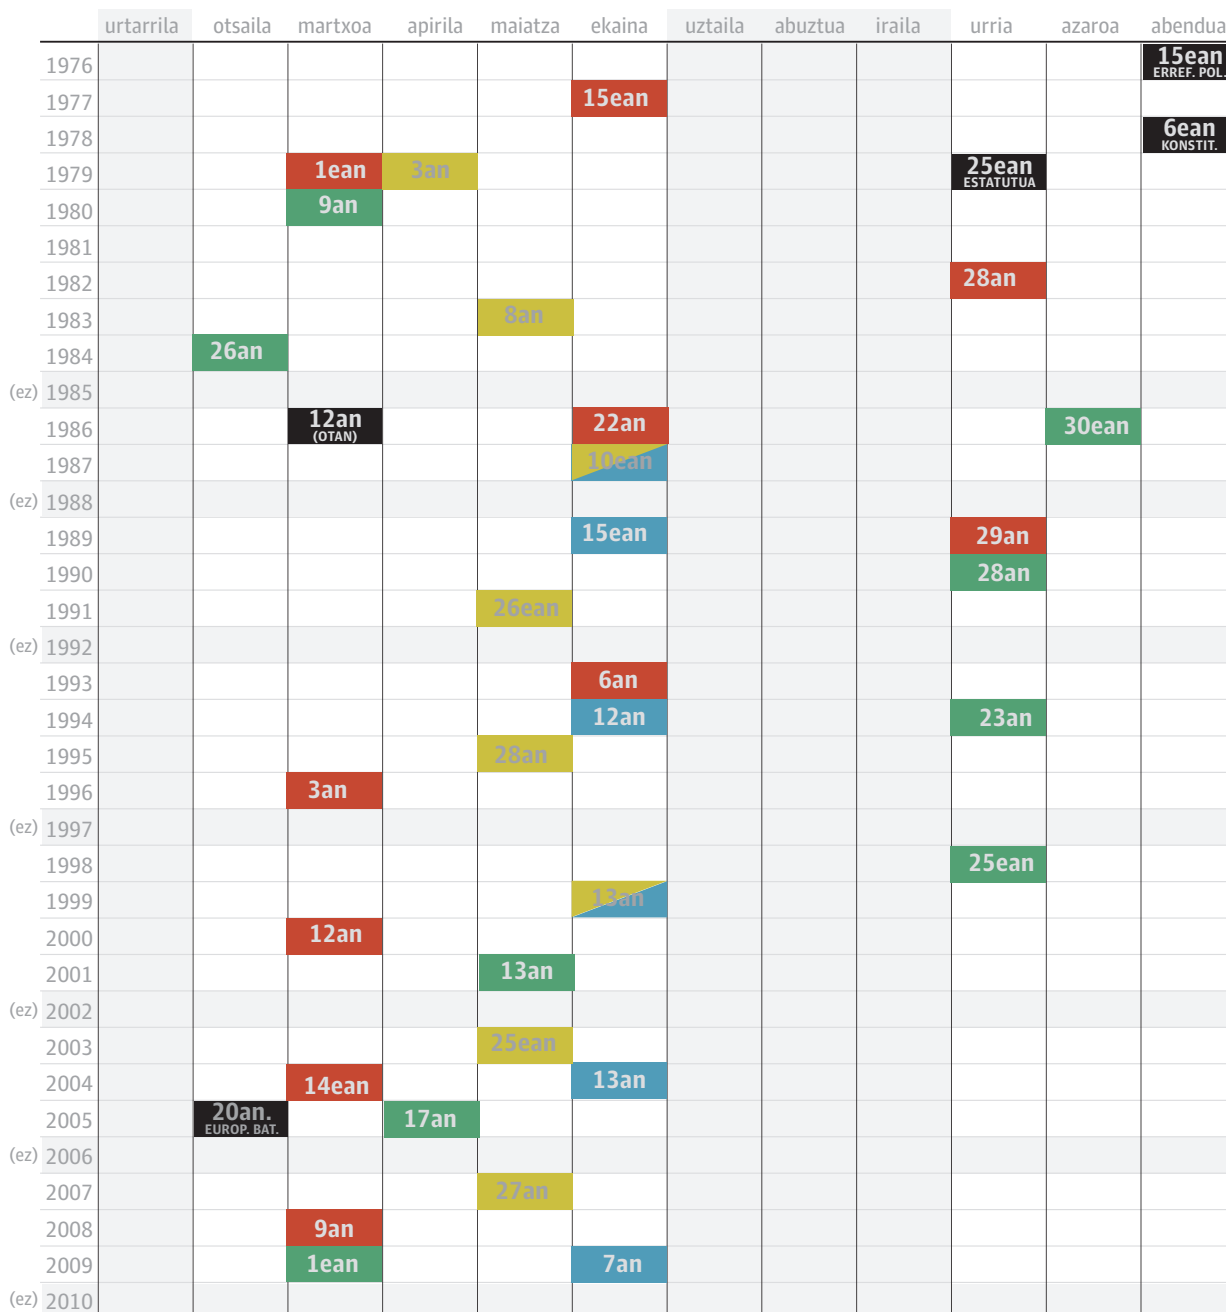 urtarrila otsaila martxoa apirila maiatza ekaina uztaila abuztua iraila urria azaroa abendua
1976 15ean
ERREF. POL.
1977 15ean
1978 6ean
KONSTIT.
1979 1ean 3an 25ean
ESTATUTUA
1980 9an
1981
1982 28an
1983 8an
1984 26an
(ez) 1985
1986 12an 22an 30ean
(OTAN)
1987 10ean
(ez) 1988
1989 15ean 29an
1990 28an
1991 26ean
(ez) 1992
1993 6an
1994 12an 23an
1995 28an
1996 3an
(ez) 1997
1998 25ean
1999 13an
2000 12an
2001 13an
(ez) 2002
2003 25ean
2004 14ean 13an
2005 20an. 17an
EUROP. BAT.
(ez) 2006
2007 27an
2008 9an
2009 1ean 7an
(ez) 2010